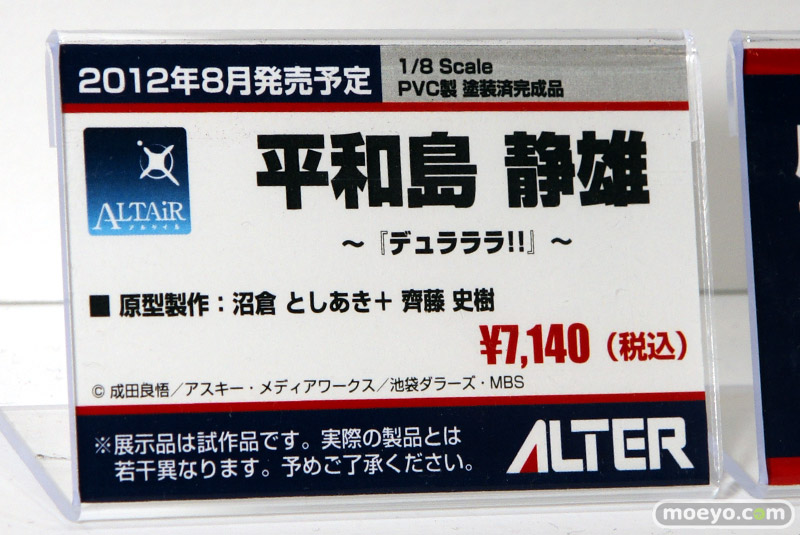 2012年8月発売予定
1/8 Scale
PVC製 塗装済完成品
ALTAiR
アルタイル
平和島 静雄
～『デュラララ!!』～
■ 原型製作：沼倉 としあき＋ 齊藤 史樹
¥7,140（税込）
© 成田良悟／アスキー・メディアワークス／池袋ダラーズ・MBS
※展示品は試作品です。実際の製品とは
若干異なります。予めご了承ください。
ALTER
moeyo.com